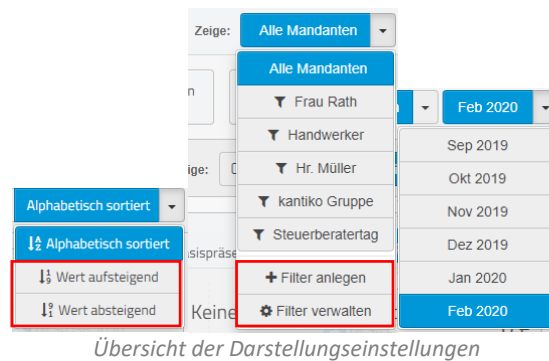 Zeige: Alle Mandanten
Alle Mandanten
Frau Rath
Handwerker
Hr. Müller
kantiko Gruppe
Steuerberatertag
+ Filter anlegen
Filter verwalten
n
ige:
sispräse
Keine
Alphabetisch sortiert
Alphabetisch sortiert
Wert aufsteigend
Wert absteigend
Feb 2020
Sep 2019
Okt 2019
Nov 2019
Dez 2019
Jan 2020
Feb 2020
Übersicht der Darstellungseinstellungen